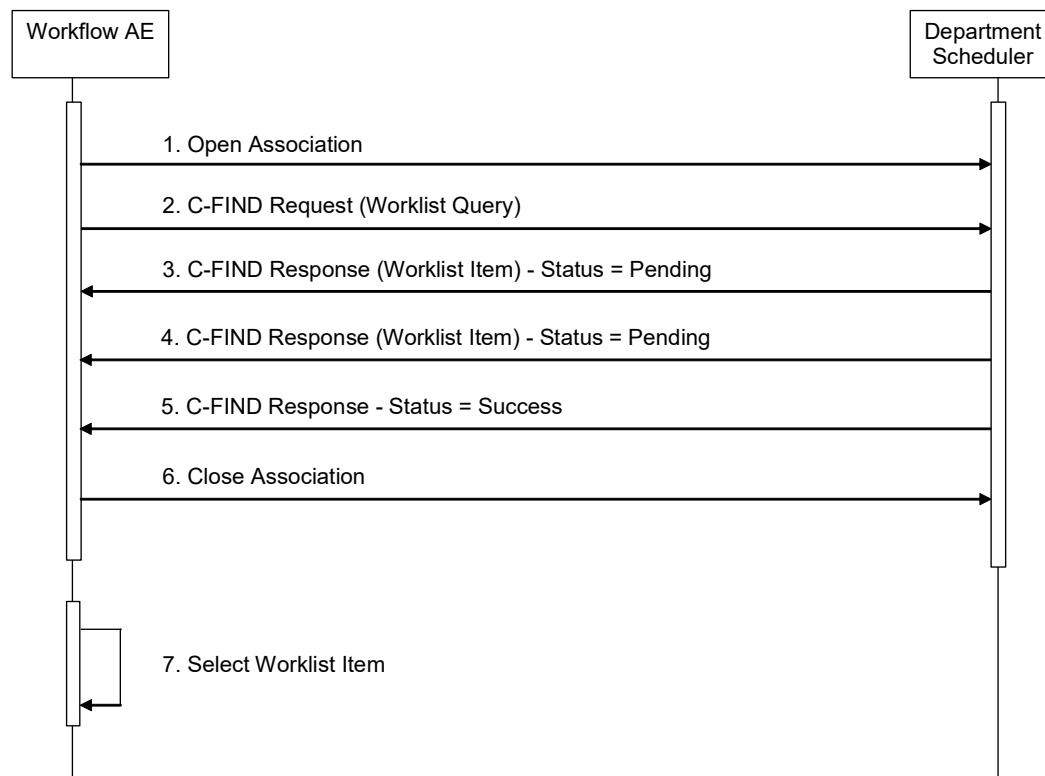 Workflow AE
Department
Scheduler
1. Open Association
2. C-FIND Request (Worklist Query)
3. C-FIND Response (Worklist Item) - Status = Pending
4. C-FIND Response (Worklist Item) - Status = Pending
5. C-FIND Response - Status = Success
6. Close Association
7. Select Worklist Item